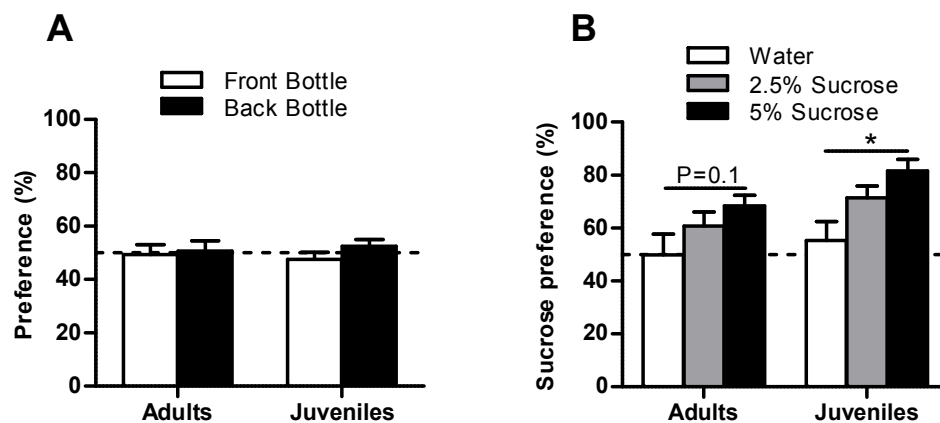 A
Front Bottle
Back Bottle
Preference (%)
100
80
60
40
20
0
Adults Juveniles
B
Water
2.5% Sucrose
5% Sucrose
Sucrose preference (%)
100
80
60
40
20
0
P=0.1
*
Adults Juveniles